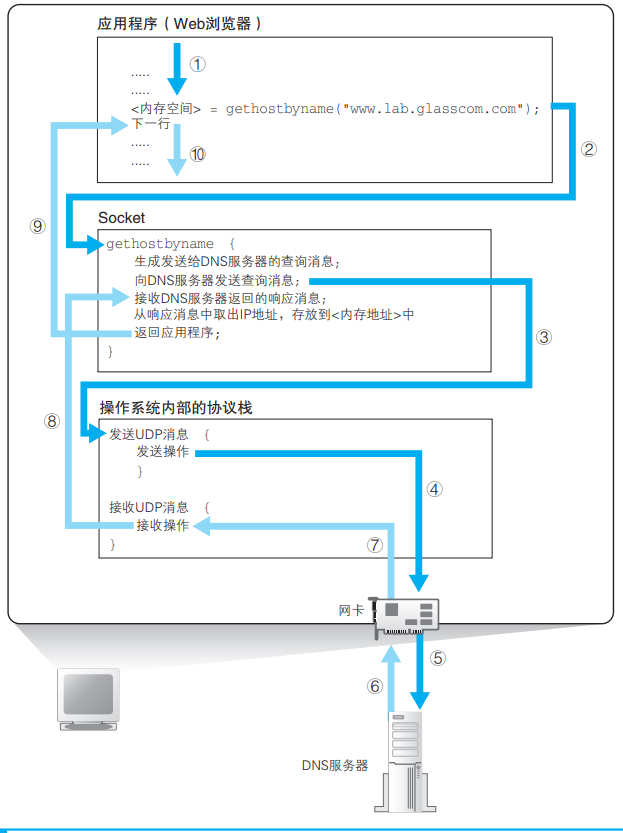 应用程序（Web浏览器）
①
.....
.....
<内存空间> = gethostbyname("www.lab.glasscom.com");
下一行
.....
.....
⑩
②
⑨
Socket
gethostbyname {
生成发送给DNS服务器的查询消息;
向DNS服务器发送查询消息;
接收DNS服务器返回的响应消息;
从响应消息中取出IP地址，存放到<内存地址>中
返回应用程序;
}
③
⑧
操作系统内部的协议栈
发送UDP消息 {
发送操作
}
④
接收UDP消息 {
接收操作
}
⑦
网卡
⑤
⑥
DNS服务器